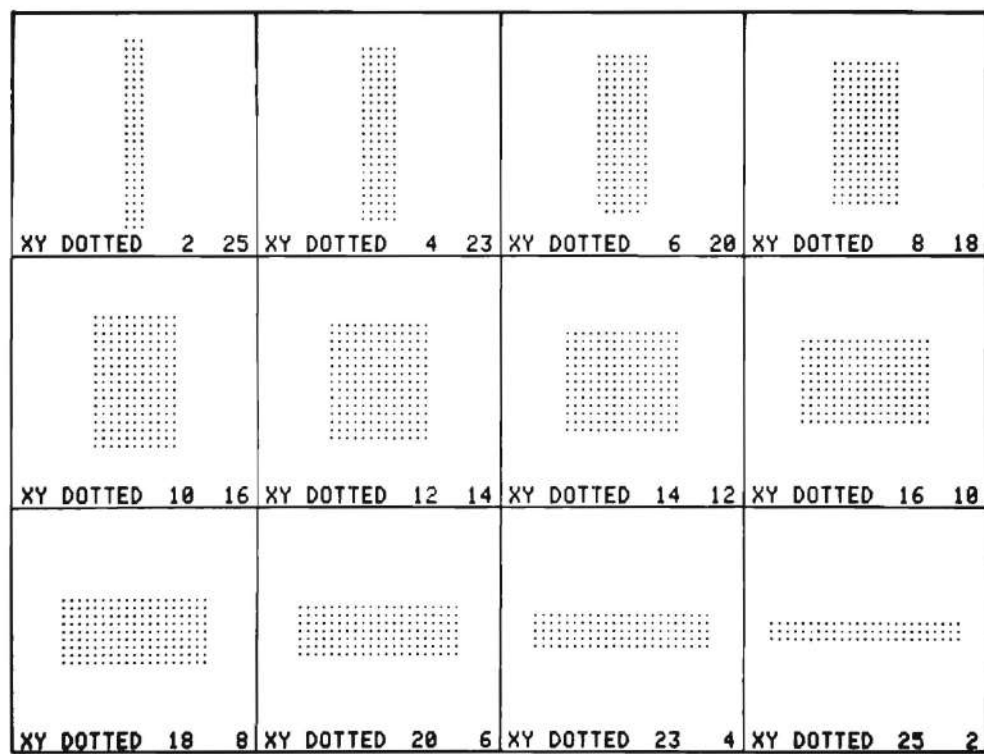 XY DOTTED 2 25
XY DOTTED 4 23
XY DOTTED 6 20
XY DOTTED 8 18
XY DOTTED 10 16
XY DOTTED 12 14
XY DOTTED 14 12
XY DOTTED 16 10
XY DOTTED 18 8
XY DOTTED 20 6
XY DOTTED 23 4
XY DOTTED 25 2